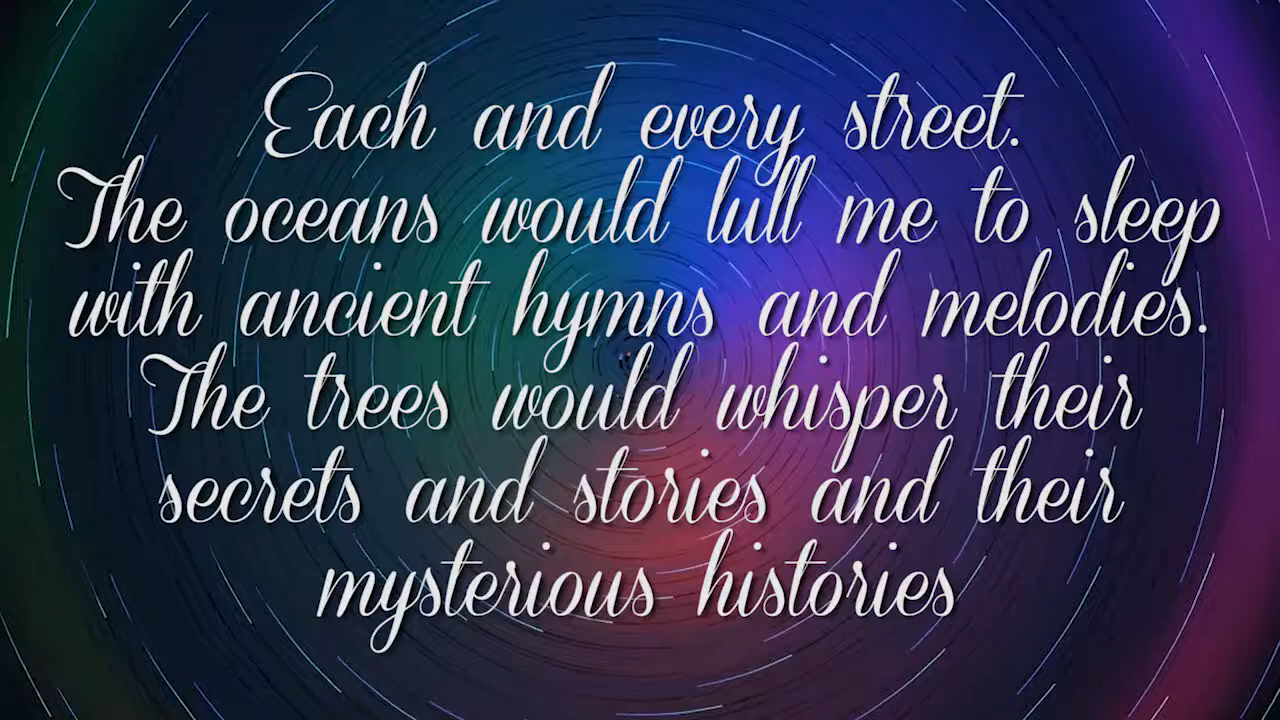 Each and every street.
The oceans would lull me to sleep
with ancient hymns and melodies.
The trees would whisper their
secrets and stories and their
mysterious histories